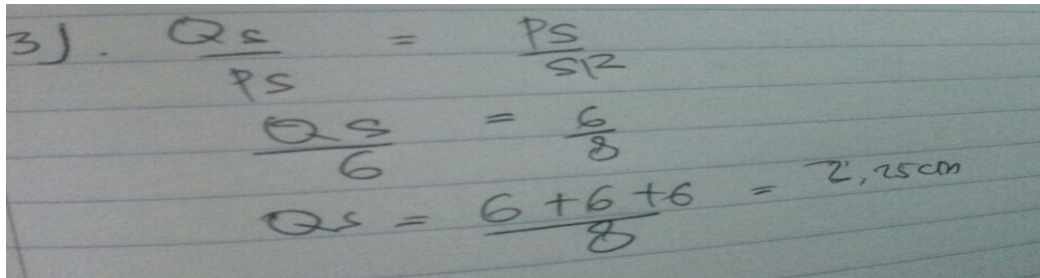 3). Qs/PS = PS/SR
QS/6 = 6/8
Qs = 6+6+6/8 = 2,25cm